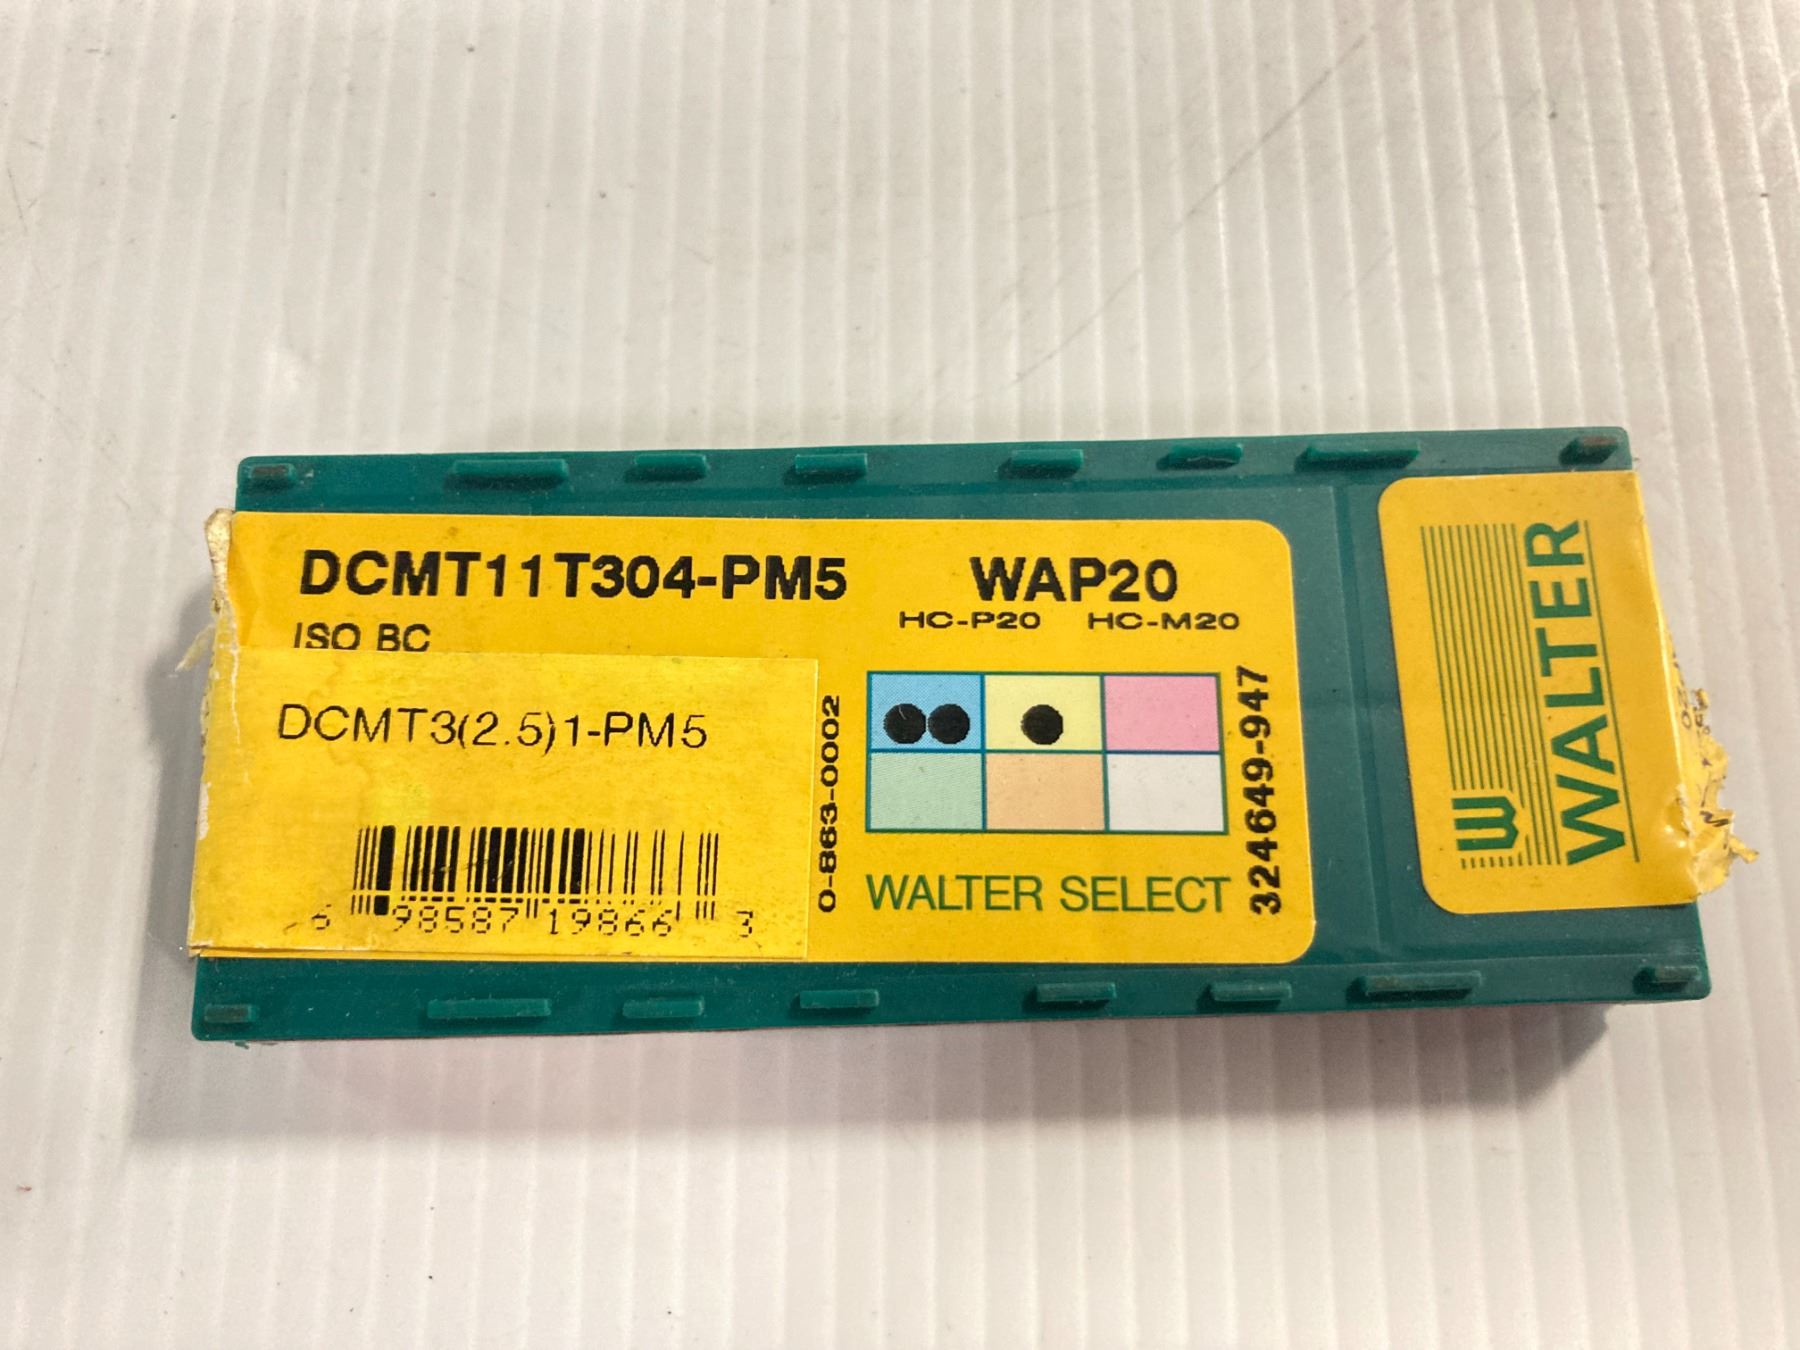 DCMT11T304-PM5
ISO BC
DCMT3(2.5)1-PM5
6 98587 19866 3
0-863-0002
WAP20
HC-P20 HC-M20
WALTER SELECT
324649-947
W
WALTER